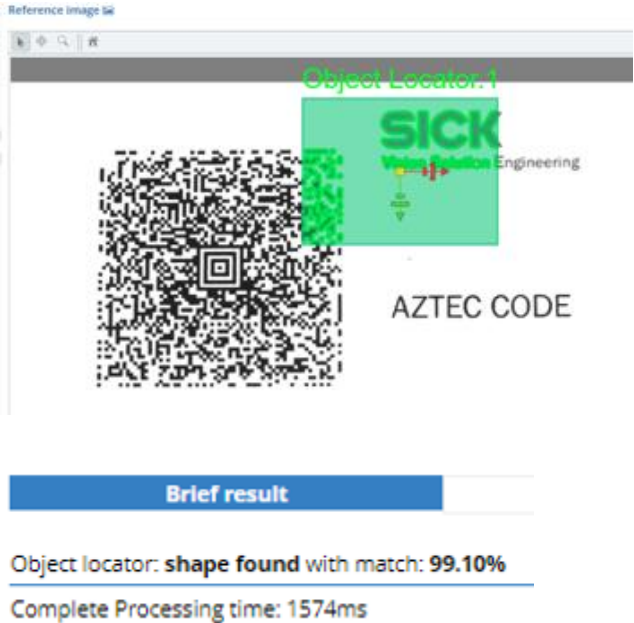 Reference image
Object Locator:1
SICK
Vision Solution Engineering
AZTEC CODE
Brief result
Object locator: shape found with match: 99.10%
Complete Processing time: 1574ms